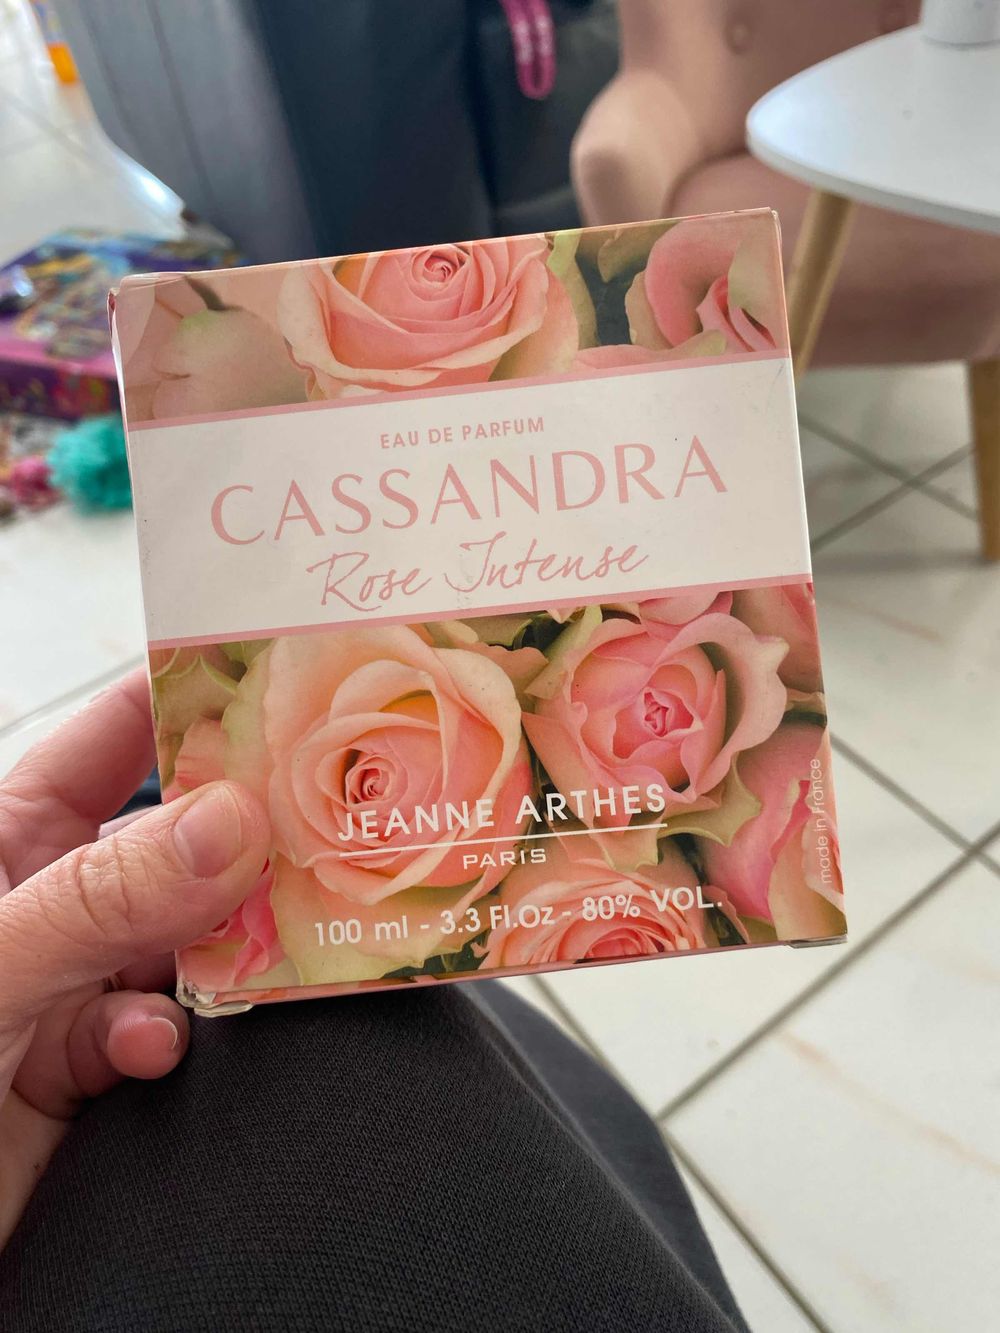 EAU DE PARFUM
CASSANDRA
Rose Intense
JEANNE ARTHES
PARIS
100 ml - 3.3 Fl.Oz - 80% VOL.
made in France